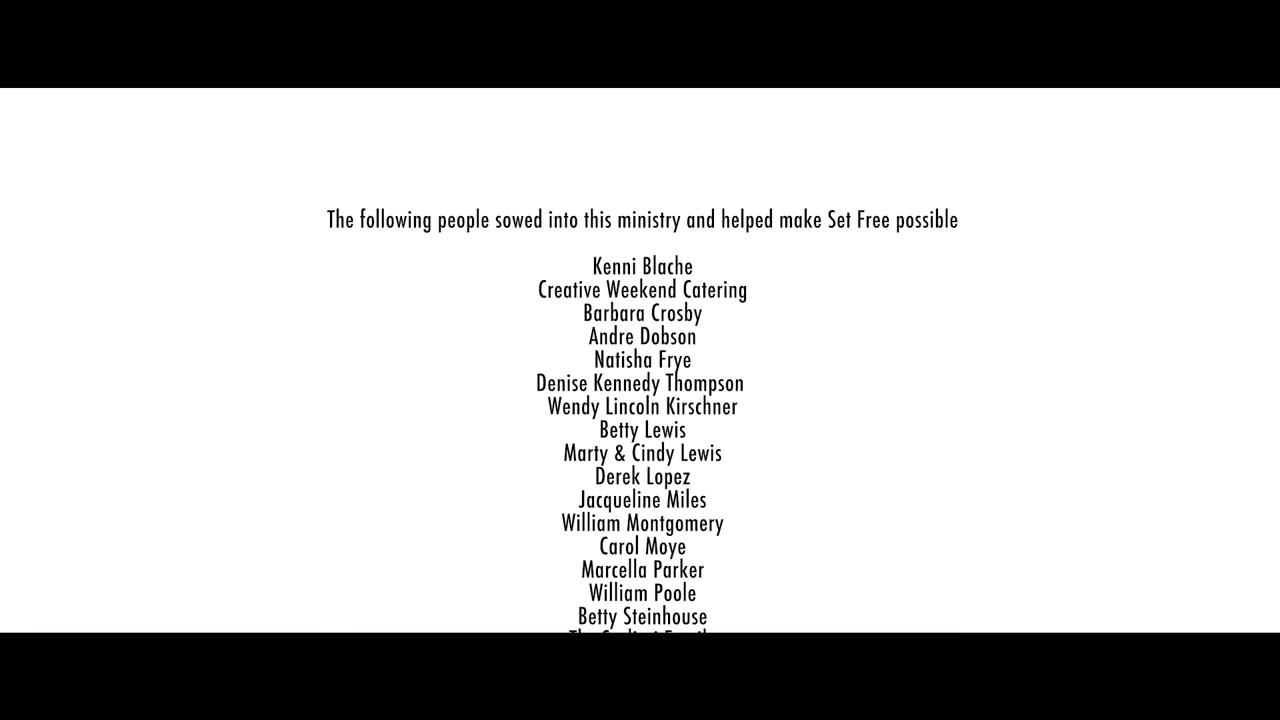 The following people sowed into this ministry and helped make Set Free possible
Kenni Blache
Creative Weekend Catering
Barbara Crosby
Andre Dobson
Natisha Frye
Denise Kennedy Thompson
Wendy Lincoln Kirschner
Betty Lewis
Marty & Cindy Lewis
Derek Lopez
Jacqueline Miles
William Montgomery
Carol Moye
Marcella Parker
William Poole
Betty Steinhouse
The